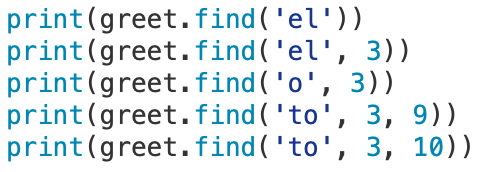 print(greet.find('el'))
print(greet.find('el', 3))
print(greet.find('o', 3))
print(greet.find('to', 3, 9))
print(greet.find('to', 3, 10))